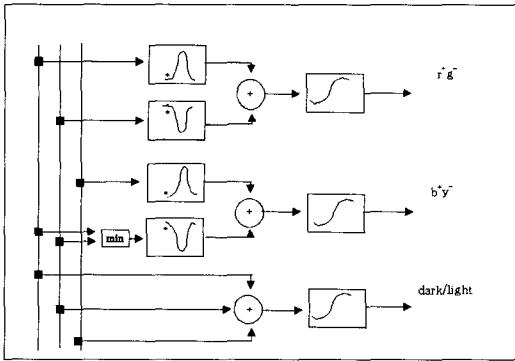 r⁺g⁻
+
b⁺y⁻
+
min
dark/light
+